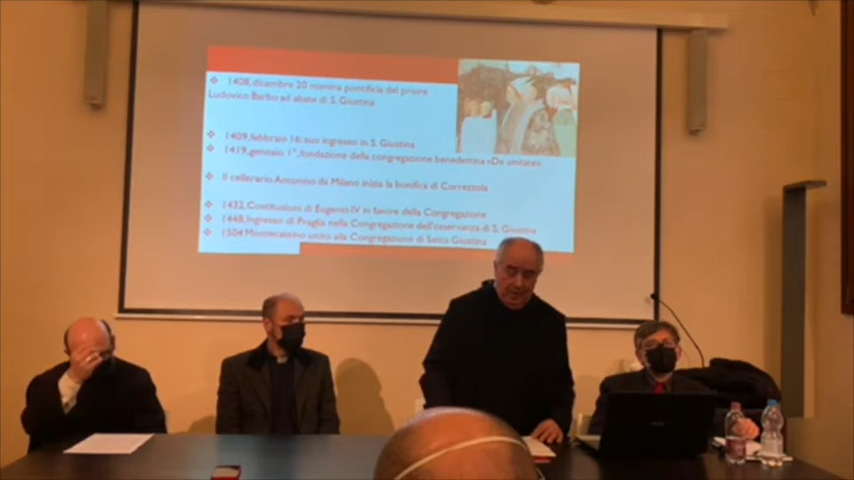 ❖ 1408, dicembre 20 nomina pontificia del priore
Ludovico Barbo ad abate di S. Giustina
❖ 1409, febbraio 16: suo ingresso in S. Giustina
❖ 1419, gennaio 1°, fondazione della congregazione benedettina «De unitate».
❖ Il cellerario Antonino da Milano inizia la bonifica di Correzzola
❖ 1432, Costituzioni di Eugenio IV in favore della Congregazione
❖ 1448, Ingresso di Praglia nella Congregazione dell'osservanza di S. Giustina
❖ 1504 Montecassino unito alla Congregazione di Santa Giustina